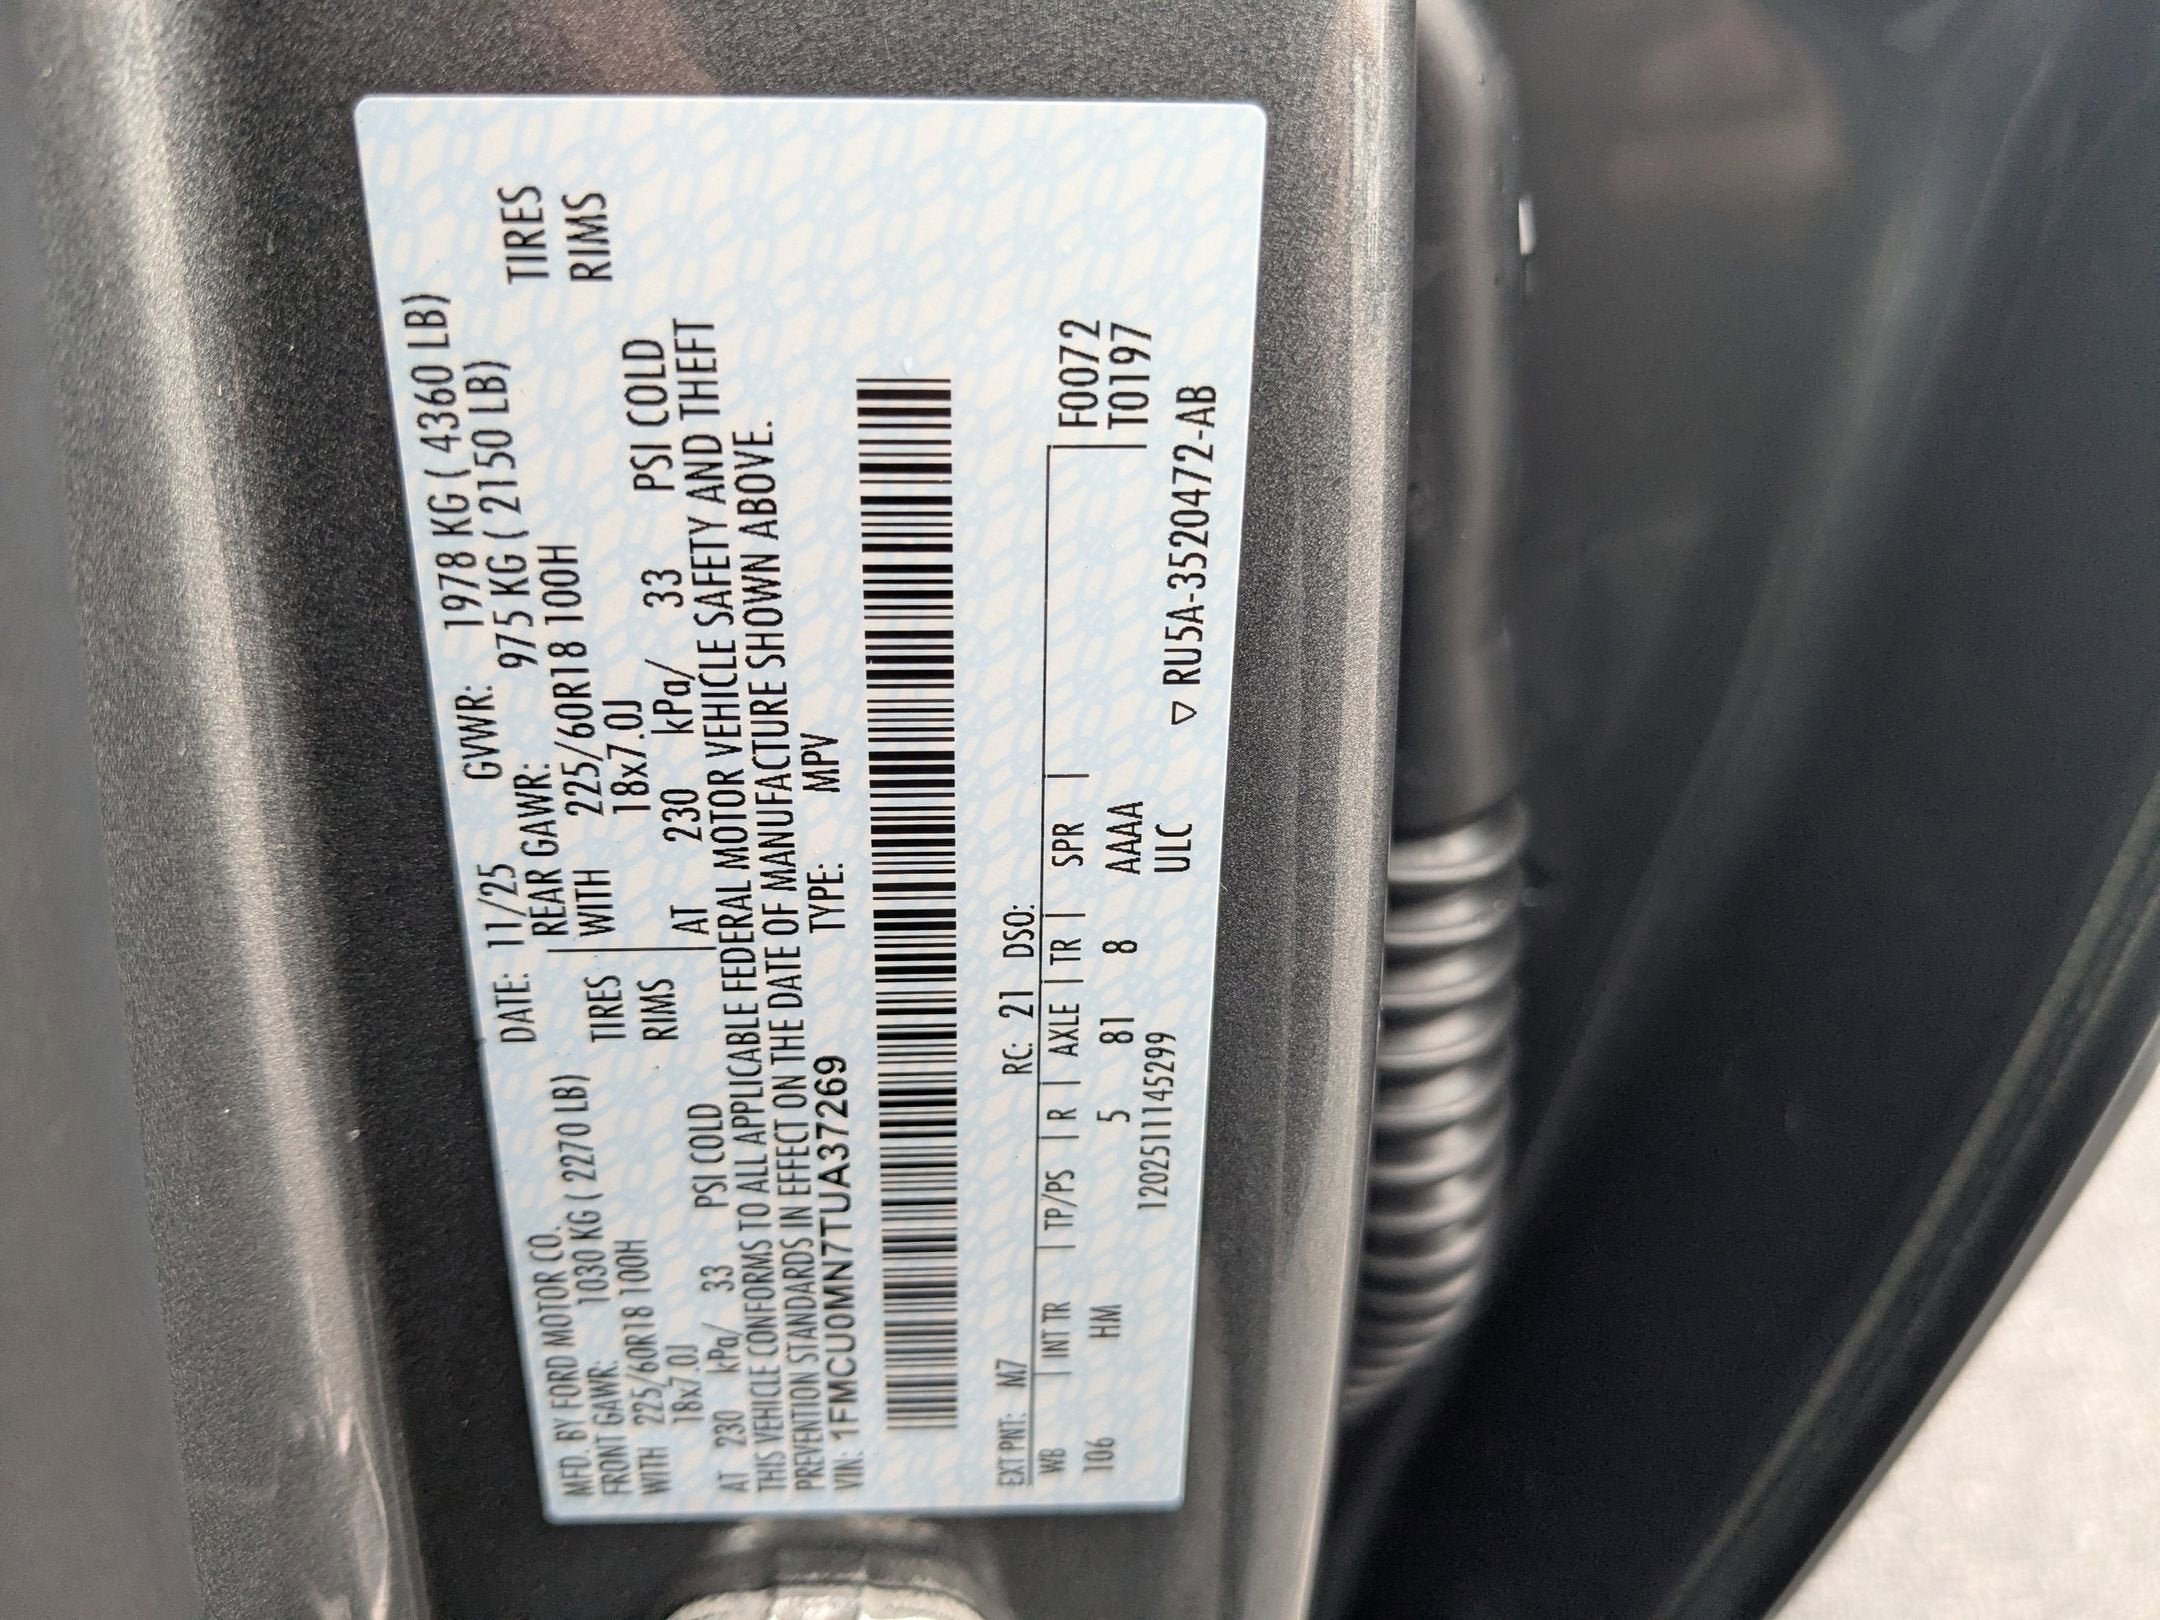 MFD. BY FORD MOTOR CO. DATE: 11/25 GVWR: 1978 KG ( 4360 LB)
FRONT GAWR: 1030 KG ( 2270 LB) REAR GAWR: 975 KG ( 2150 LB)
WITH 225/60R18 100H TIRES WITH 225/60R18 100H TIRES
18x7.0J RIMS 18x7.0J RIMS
AT 230 kPa/ 33 PSI COLD AT 230 kPa/ 33 PSI COLD
THIS VEHICLE CONFORMS TO ALL APPLICABLE FEDERAL MOTOR VEHICLE SAFETY AND THEFT
PREVENTION STANDARDS IN EFFECT ON THE DATE OF MANUFACTURE SHOWN ABOVE.
VIN: 1FMCU0MN7TUA37269 TYPE: MPV
EXT PNT: M7 RC: 21 DSO:
WB | INT TR | TP/PS | R | AXLE | TR | SPR | F0072
106 HM 5 81 8 AAAA T0197
1202511145299 ULC
▽ RU5A-3520472-AB